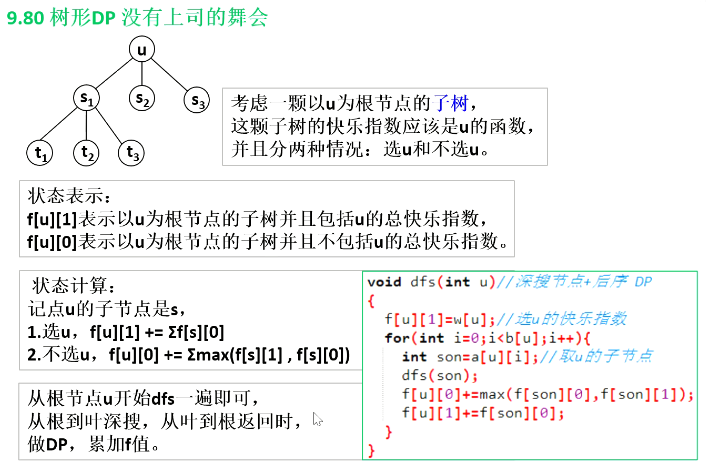 9.80 树形DP 没有上司的舞会
u
s1 s2 s3
t1 t2 t3
考虑一颗以u为根节点的子树，
这颗子树的快乐指数应该是u的函数，
并且分两种情况：选u和不选u。
状态表示：
f[u][1]表示以u为根节点的子树并且包括u的总快乐指数，
f[u][0]表示以u为根节点的子树并且不包括u的总快乐指数。
状态计算：
记点u的子节点是s，
1.选u，f[u][1] += Σf[s][0]
2.不选u，f[u][0] += Σmax(f[s][1] , f[s][0])
从根节点u开始dfs一遍即可，
从根到叶深搜，从叶到根返回时，
做DP，累加f值。
void dfs(int u)//深搜节点+后序 DP
{
f[u][1]=w[u];//选u的快乐指数
for(int i=0;i<b[u];i++){
int son=a[u][i];//取u的子节点
dfs(son);
f[u][0]+=max(f[son][0],f[son][1]);
f[u][1]+=f[son][0];
}
}